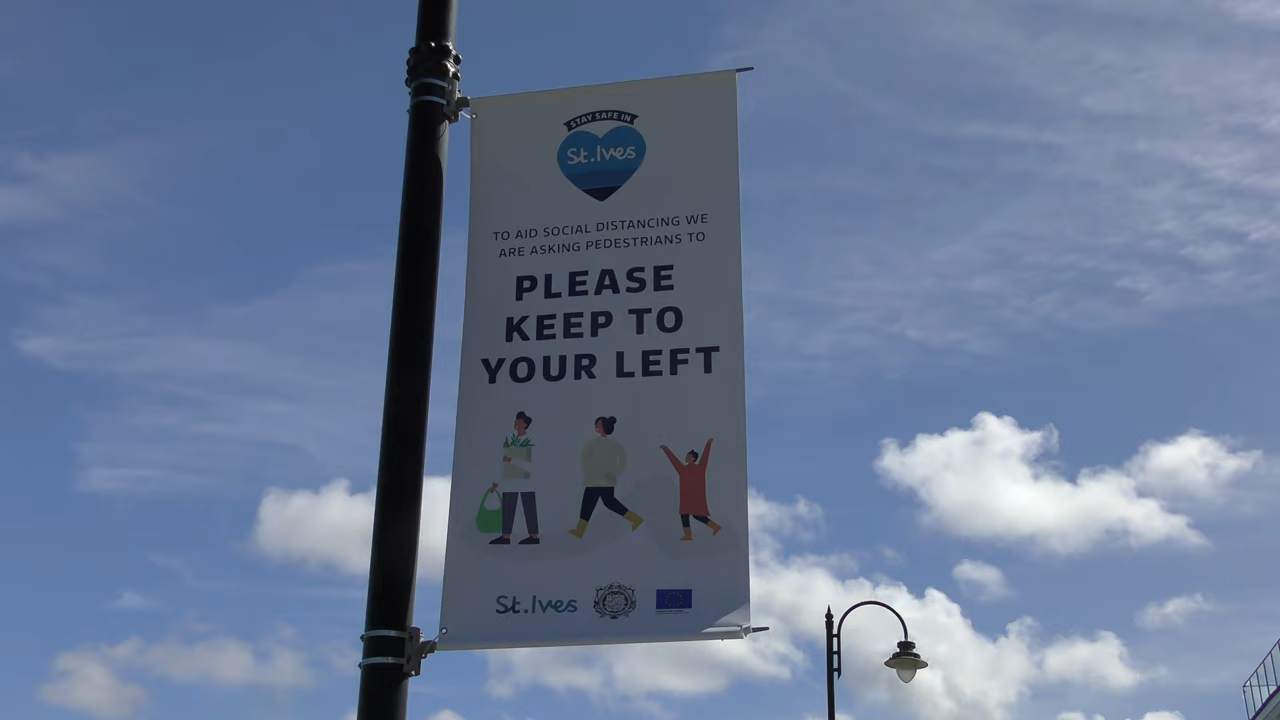 STAY SAFE IN
St.Ives
TO AID SOCIAL DISTANCING WE
ARE ASKING PEDESTRIANS TO
PLEASE
KEEP TO
YOUR LEFT
St.Ives